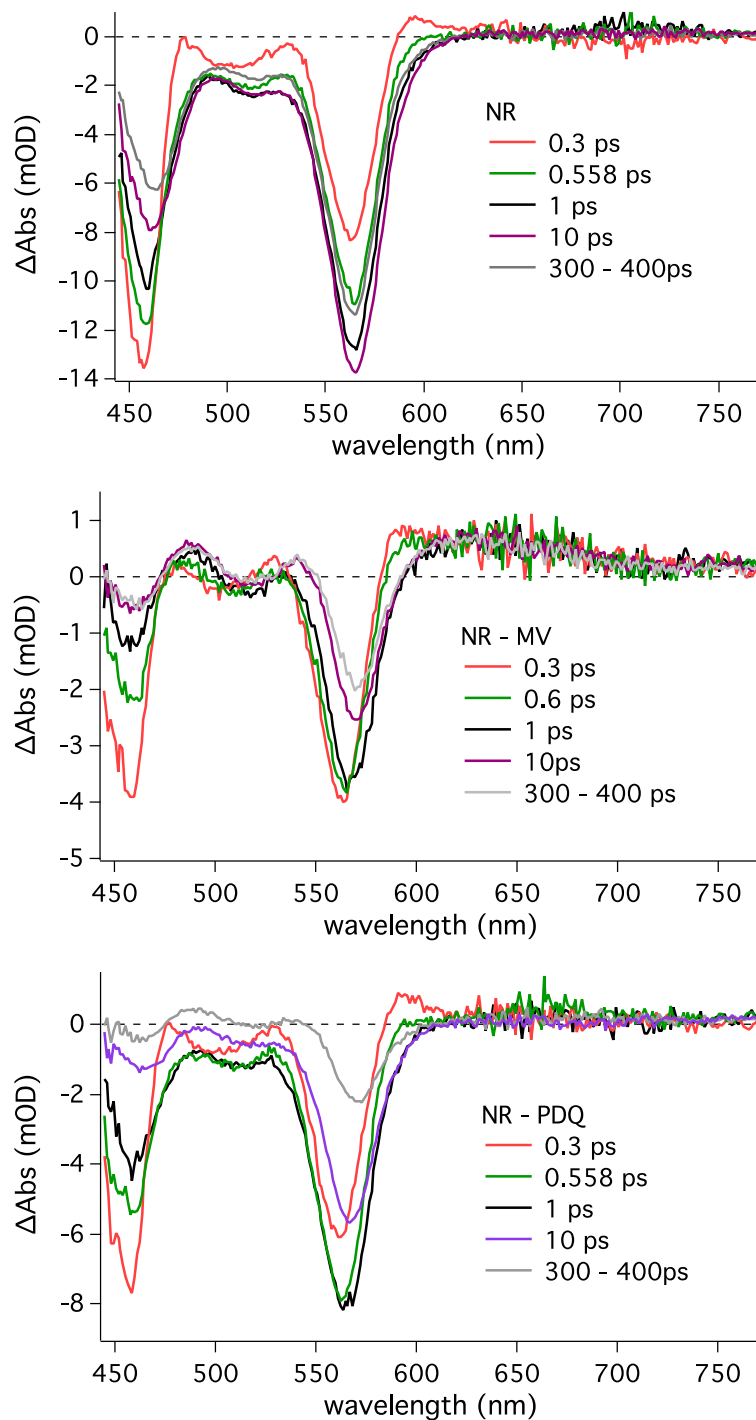 0
-2
-4
-6
-8
-10
-12
-14
ΔAbs (mOD)
NR
0.3 ps
0.558 ps
1 ps
10 ps
300 - 400ps
450 500 550 600 650 700 750
wavelength (nm)
1
0
-1
-2
-3
-4
-5
ΔAbs (mOD)
NR - MV
0.3 ps
0.6 ps
1 ps
10ps
300 - 400 ps
450 500 550 600 650 700 750
wavelength (nm)
0
-2
-4
-6
-8
ΔAbs (mOD)
NR - PDQ
0.3 ps
0.558 ps
1 ps
10 ps
300 - 400ps
450 500 550 600 650 700 750
wavelength (nm)